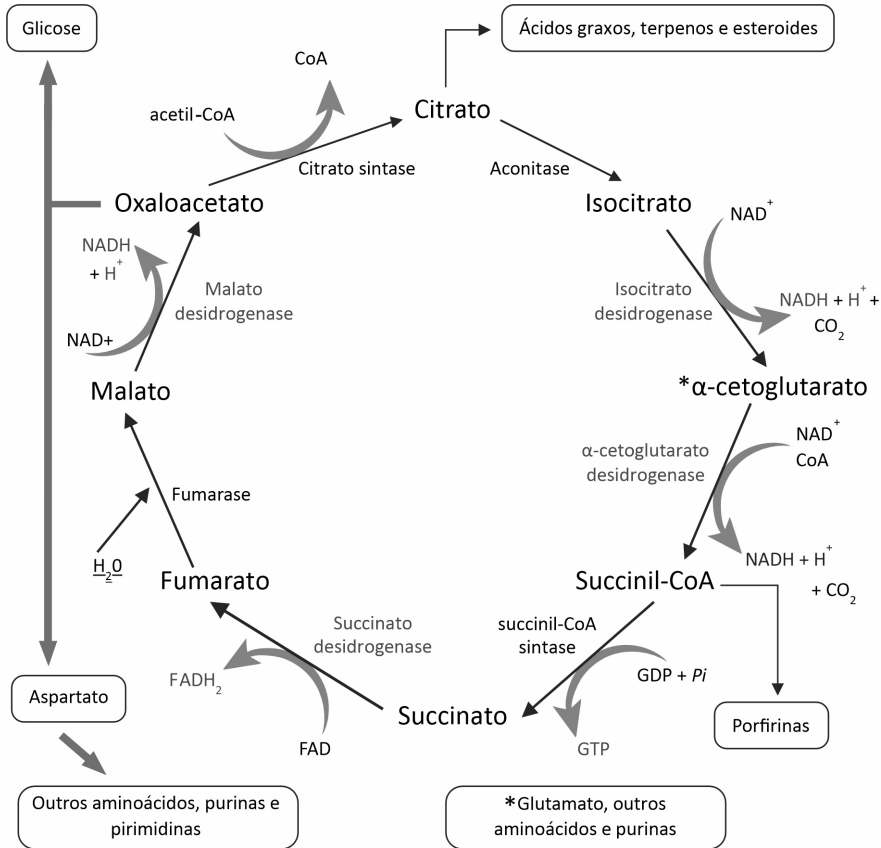 Glicose
Ácidos graxos, terpenos e esteroides
CoA
acetil-CoA
Citrato
Citrato sintase
Aconitase
Oxaloacetato
Isocitrato
NAD+
NADH
+ H+
Malato
desidrogenase
Isocitrato
desidrogenase
NADH + H+ +
CO2
NAD+
Malato
*α-cetoglutarato
α-cetoglutarato
desidrogenase
NAD+
CoA
Fumarase
H20
NADH + H+
+ CO2
Fumarato
Succinil-CoA
Succinato
desidrogenase
succinil-CoA
sintase
FADH2
GDP + Pi
Aspartato
Succinato
Porfirinas
FAD
GTP
Outros aminoácidos, purinas e
pirimidinas
*Glutamato, outros
aminoácidos e purinas